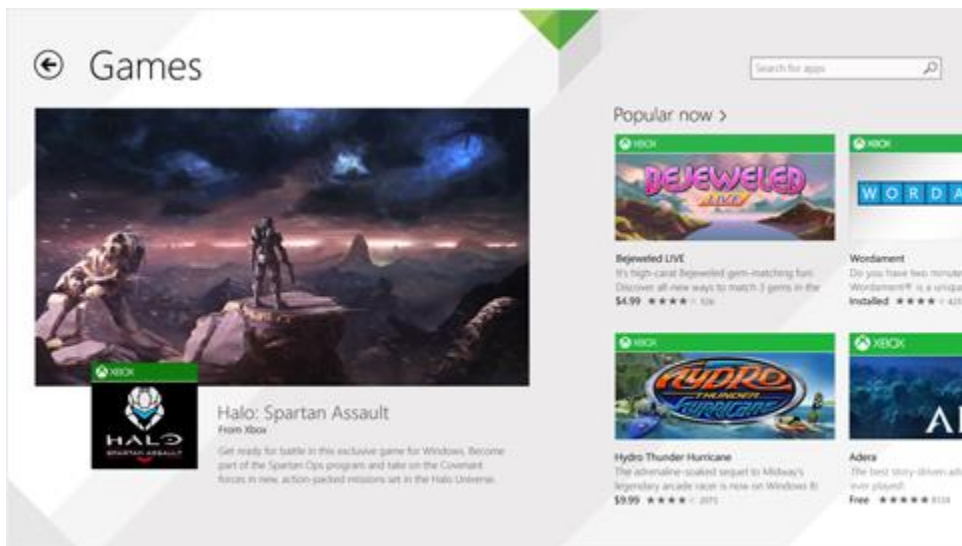 Games
Search for apps
Popular now >
XBOX
BEJEWELED
LIVE
Bejeweled LIVE
It's high-carat Bejeweled gem-matching fun!
Discover all-new ways to match 3 gems in the
$4.99
XBOX
W O R D A
Wordament
Do you have two minute
Wordament® is a unique
Installed
XBOX
HYDRO
THUNDER
HURRICANE
Hydro Thunder Hurricane
The adrenaline-soaked sequel to Midway's
legendary arcade racer is now on Windows 8!
$9.99 2075
XBOX
Adera
The best story-driven adv
ever played!
Free
XBOX
HALO
SPARTAN ASSAULT
Halo: Spartan Assault
From Xbox
Get ready for battle in this exclusive game for Windows. Become
part of the Spartan Ops program and take on the Covenant
forces in new, action-packed missions set in the Halo Universe.